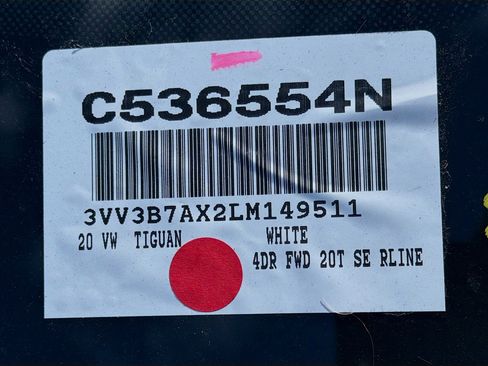 C536554N
3VV3B7AX2LM149511
20 VW TIGUAN WHITE
4DR FWD 20T SE RLINE